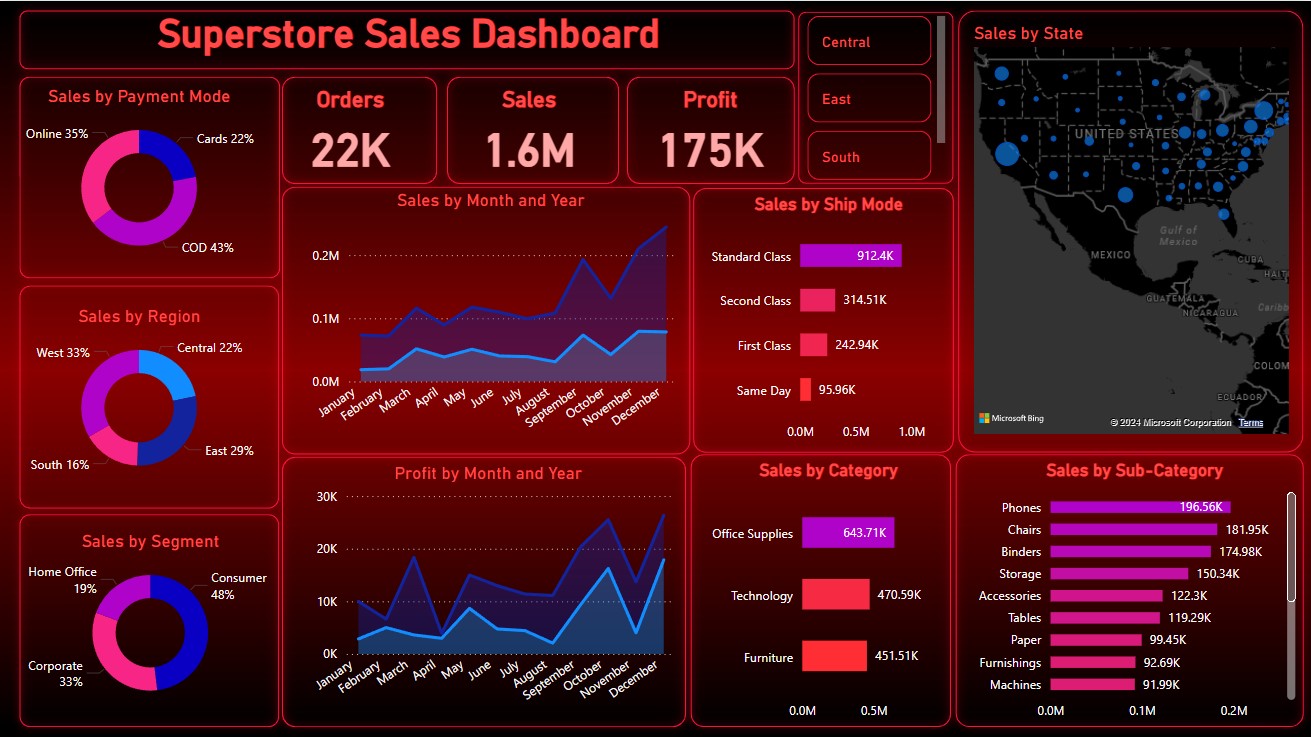 Superstore Sales Dashboard
Central
East
South
Sales by State
UNITED STATES
Gulf of
Mexico
MEXICO
CUBA
GUATEMALA
NICARAGUA
ECUADOR
Microsoft Bing
© 2024 Microsoft Corporation Terms
Sales by Payment Mode
Online 35%
Cards 22%
COD 43%
Orders
22K
Sales
1.6M
Profit
175K
Sales by Region
West 33%
Central 22%
South 16%
East 29%
Sales by Segment
Home Office
19%
Consumer
48%
Corporate
33%
Sales by Month and Year
0.2M
0.1M
0.0M
January
February
March
April
May
June
July
August
September
October
November
December
Profit by Month and Year
30K
20K
10K
0K
January
February
March
April
May
June
July
August
September
October
November
December
Sales by Ship Mode
Standard Class 912.4K
Second Class 314.51K
First Class 242.94K
Same Day 95.96K
0.0M 0.5M 1.0M
Sales by Category
Office Supplies 643.71K
Technology 470.59K
Furniture 451.51K
0.0M 0.5M
Sales by Sub-Category
Phones 196.56K
Chairs 181.95K
Binders 174.98K
Storage 150.34K
Accessories 122.3K
Tables 119.29K
Paper 99.45K
Furnishings 92.69K
Machines 91.99K
0.0M 0.1M 0.2M